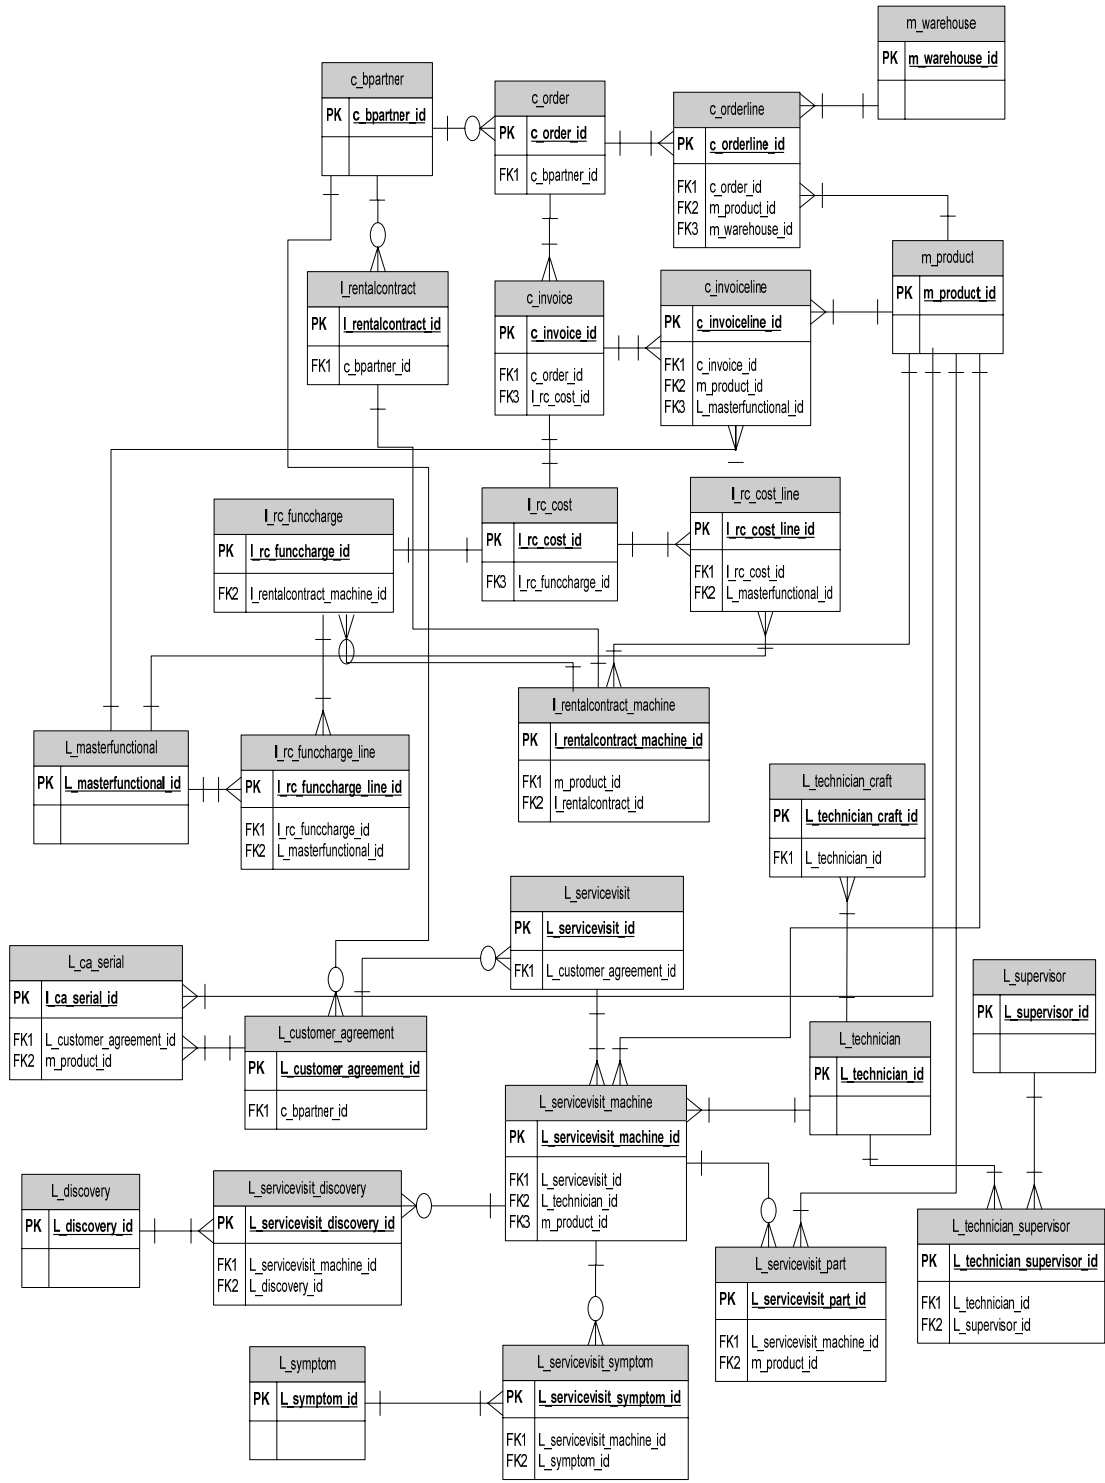 m_warehouse
PK m_warehouse_id
c_bpartner
PK c_bpartner_id
c_order
PK c_order_id
FK1 c_bpartner_id
c_orderline
PK c_orderline_id
FK1 c_order_id
FK2 m_product_id
FK3 m_warehouse_id
m_product
PK m_product_id
l_rentalcontract
PK l_rentalcontract_id
FK1 c_bpartner_id
c_invoice
PK c_invoice_id
FK1 c_order_id
FK3 l_rc_cost_id
c_invoiceline
PK c_invoiceline_id
FK1 c_invoice_id
FK2 m_product_id
FK3 L_masterfunctional_id
l_rc_funccharge
PK l_rc_funccharge_id
FK2 l_rentalcontract_machine_id
l_rc_cost
PK l_rc_cost_id
FK3 l_rc_funccharge_id
l_rc_cost_line
PK l_rc_cost_line_id
FK1 l_rc_cost_id
FK2 L_masterfunctional_id
L_masterfunctional
PK L_masterfunctional_id
l_rc_funccharge_line
PK l_rc_funccharge_line_id
FK1 l_rc_funccharge_id
FK2 L_masterfunctional_id
l_rentalcontract_machine
PK l_rentalcontract_machine_id
FK1 m_product_id
FK2 l_rentalcontract_id
L_technician_craft
PK L_technician_craft_id
FK1 L_technician_id
L_servicevisit
PK L_servicevisit_id
FK1 L_customer_agreement_id
L_ca_serial
PK l_ca_serial_id
FK1 L_customer_agreement_id
FK2 m_product_id
L_customer_agreement
PK L_customer_agreement_id
FK1 c_bpartner_id
L_supervisor
PK L_supervisor_id
L_technician
PK L_technician_id
L_servicevisit_machine
PK L_servicevisit_machine_id
FK1 L_servicevisit_id
FK2 L_technician_id
FK3 m_product_id
L_discovery
PK L_discovery_id
L_servicevisit_discovery
PK L_servicevisit_discovery_id
FK1 L_servicevisit_machine_id
FK2 L_discovery_id
L_technician_supervisor
PK L_technician_supervisor_id
FK1 L_technician_id
FK2 L_supervisor_id
L_servicevisit_part
PK L_servicevisit_part_id
FK1 L_servicevisit_machine_id
FK2 m_product_id
L_symptom
PK L_symptom_id
L_servicevisit_symptom
PK L_servicevisit_symptom_id
FK1 L_servicevisit_machine_id
FK2 L_symptom_id